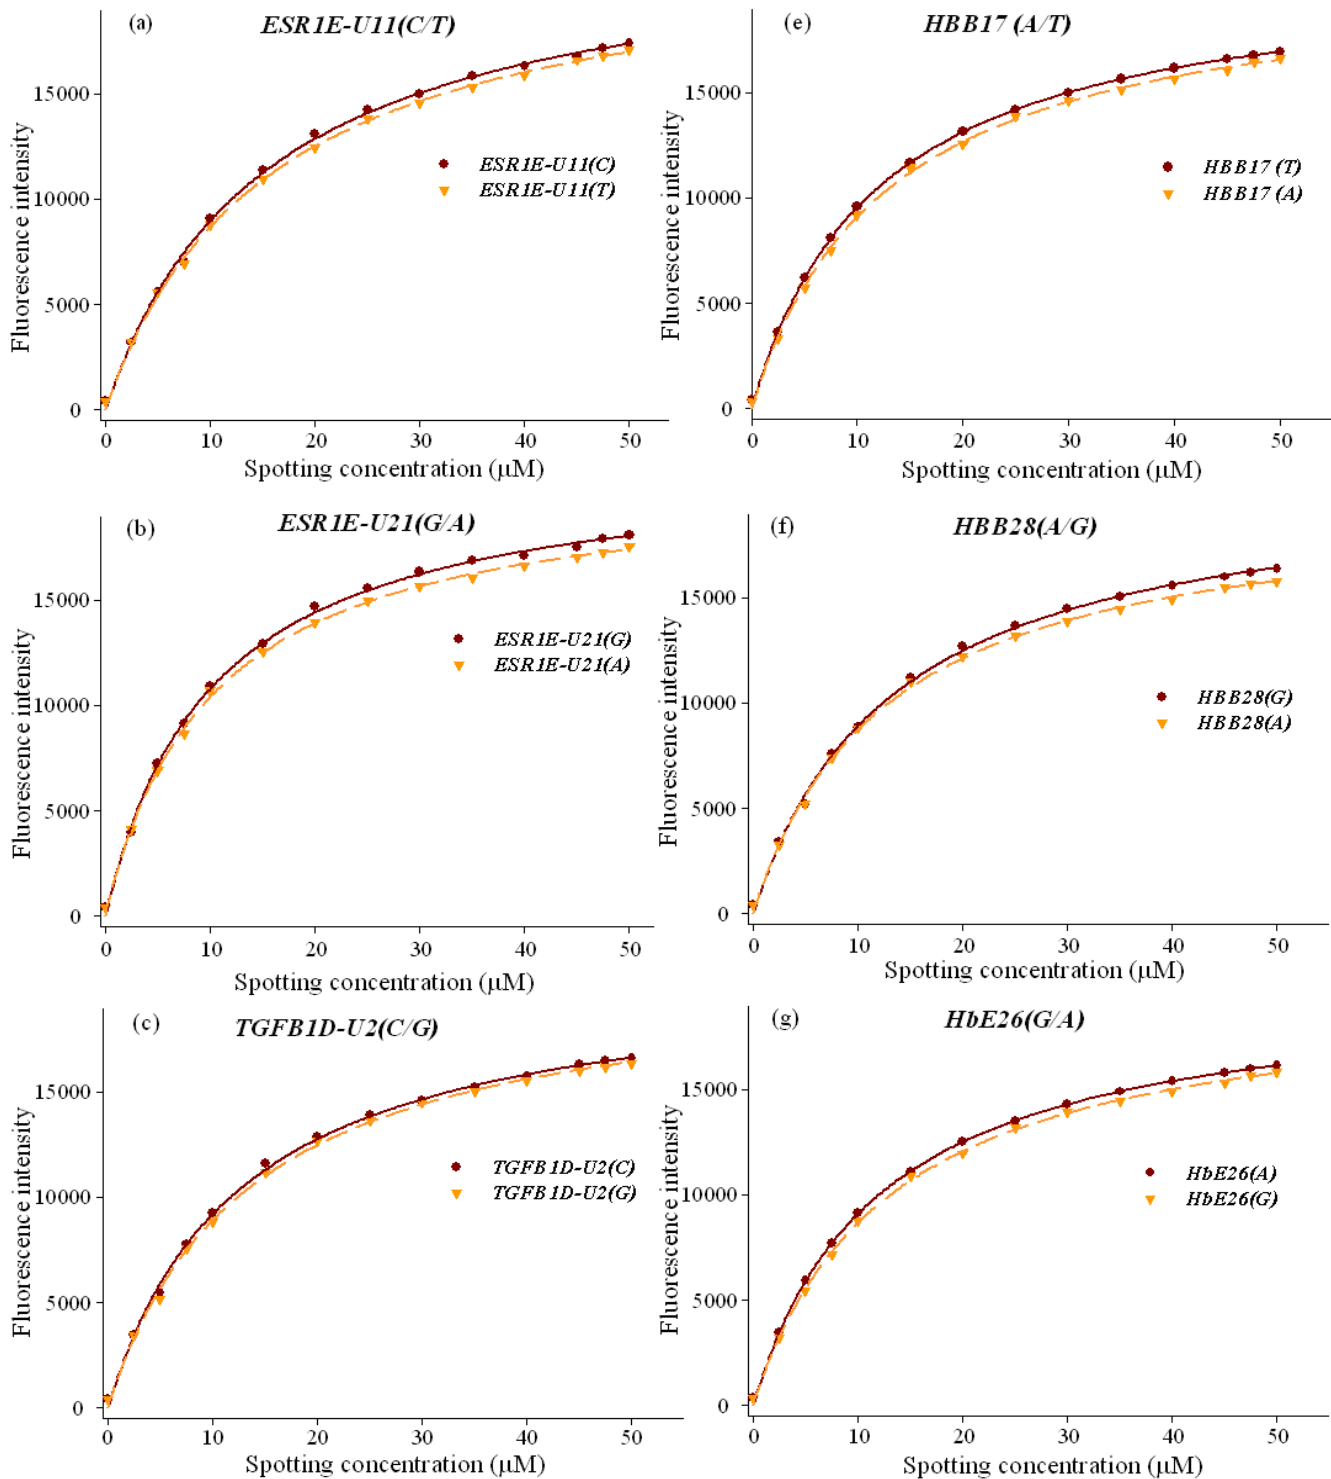 (a)
ESR1E-U11(C/T)
Fluorescence intensity
15000
10000
5000
0
ESR1E-U11(C)
ESR1E-U11(T)
0 10 20 30 40 50
Spotting concentration (μM)
(e)
HBB17 (A/T)
Fluorescence intensity
15000
10000
5000
0
HBB17 (T)
HBB17 (A)
0 10 20 30 40 50
Spotting concentration (μM)
(b)
ESR1E-U21(G/A)
Fluorescence intensity
15000
10000
5000
0
ESR1E-U21(G)
ESR1E-U21(A)
0 10 20 30 40 50
Spotting concentration (μM)
(f)
HBB28(A/G)
Fluorescence intensity
15000
10000
5000
0
HBB28(G)
HBB28(A)
0 10 20 30 40 50
Spotting concentration (μM)
(c)
TGFB1D-U2(C/G)
Fluorescence intensity
15000
10000
5000
0
TGFB1D-U2(C)
TGFB1D-U2(G)
0 10 20 30 40 50
Spotting concentration (μM)
(g)
HbE26(G/A)
Fluorescence intensity
15000
10000
5000
0
HbE26(A)
HbE26(G)
0 10 20 30 40 50
Spotting concentration (μM)